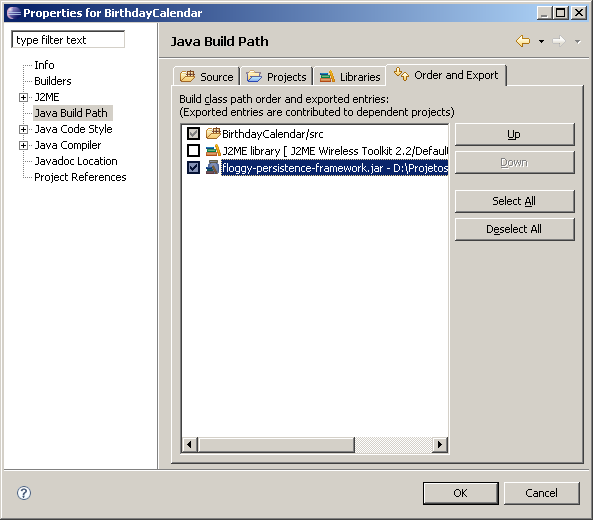 Properties for BirthdayCalendar
type filter text
Info
Builders
J2ME
Java Build Path
Java Code Style
Java Compiler
Javadoc Location
Project References
Java Build Path
Source
Projects
Libraries
Order and Export
Build class path order and exported entries:
(Exported entries are contributed to dependent projects)
BirthdayCalendar/src
J2ME library [ J2ME Wireless Toolkit 2.2/Default
floggy-persistence-framework.jar - D:\Projetos
Up
Down
Select All
Deselect All
?
OK
Cancel